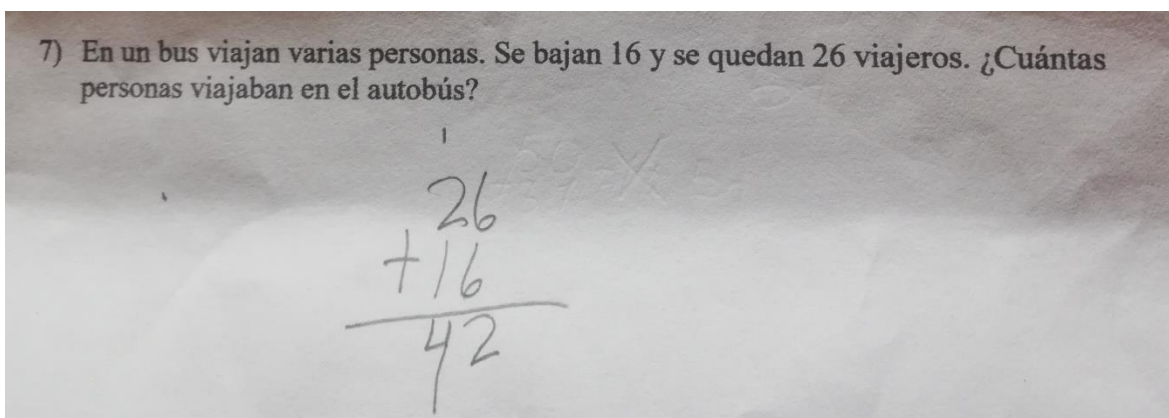 7) En un bus viajan varias personas. Se bajan 16 y se quedan 26 viajeros. ¿Cuántas
personas viajaban en el autobús?
1
26
+16
42